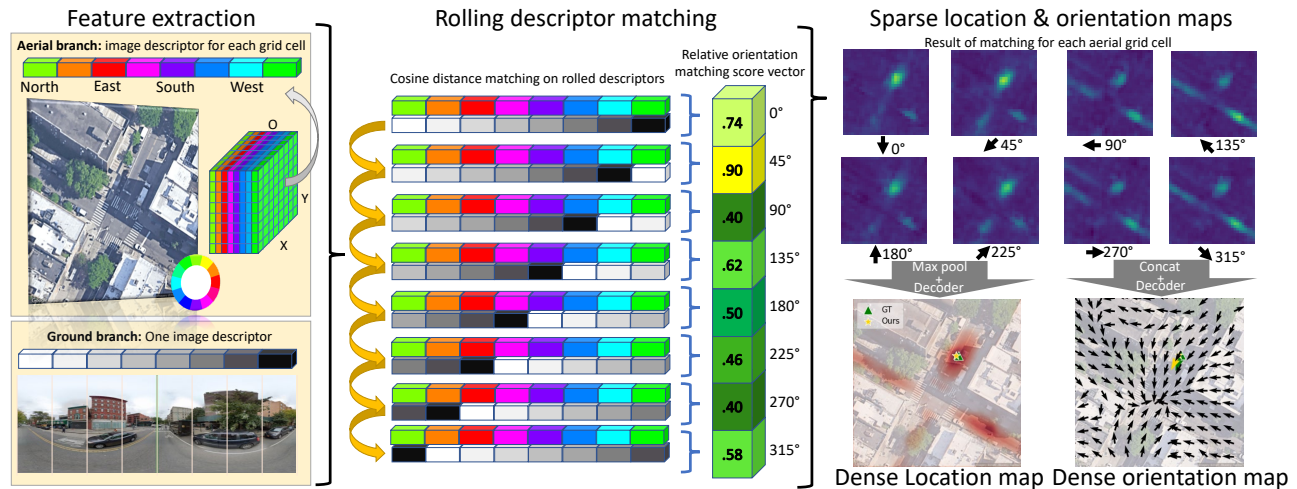 Feature extraction
Aerial branch: image descriptor for each grid cell
North
East
South
West
O
Y
X
Ground branch: One image descriptor
Rolling descriptor matching
Cosine distance matching on rolled descriptors
Relative orientation
matching score vector
.74 0°
.90 45°
.40 90°
.62 135°
.50 180°
.46 225°
.40 270°
.58 315°
Sparse location & orientation maps
Result of matching for each aerial grid cell
0° 45° 90° 135°
180° 225° 270° 315°
Max pool
+
Decoder
Concat
+
Decoder
GT
Ours
Dense Location map
Dense orientation map